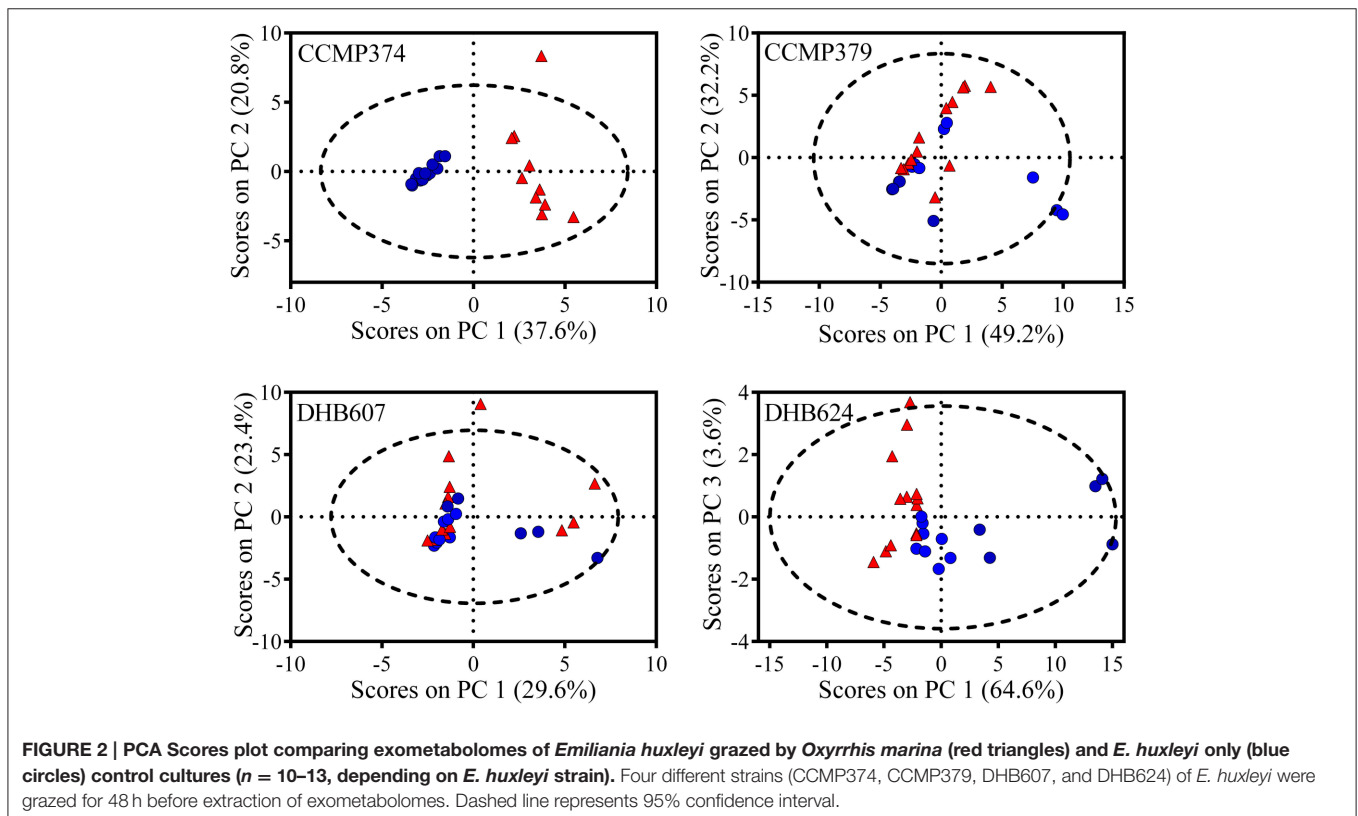 CCMP374
Scores on PC 2 (20.8%)
10
5
0
-5
-10
-5
0
5
10
Scores on PC 1 (37.6%)
CCMP379
Scores on PC 2 (32.2%)
10
5
0
-5
-10
-15
-10
-5
0
5
10
15
Scores on PC 1 (49.2%)
DHB607
Scores on PC 2 (23.4%)
10
5
0
-5
-10
-10
-5
0
5
10
Scores on PC 1 (29.6%)
DHB624
Scores on PC 3 (3.6%)
4
2
0
-2
-4
-15
-10
-5
0
5
10
15
Scores on PC 1 (64.6%)
FIGURE 2 | PCA Scores plot comparing exometabolomes of Emiliania huxleyi grazed by Oxyrrhis marina (red triangles) and E. huxleyi only (blue
circles) control cultures (n = 10–13, depending on E. huxleyi strain). Four different strains (CCMP374, CCMP379, DHB607, and DHB624) of E. huxleyi were
grazed for 48 h before extraction of exometabolomes. Dashed line represents 95% confidence interval.